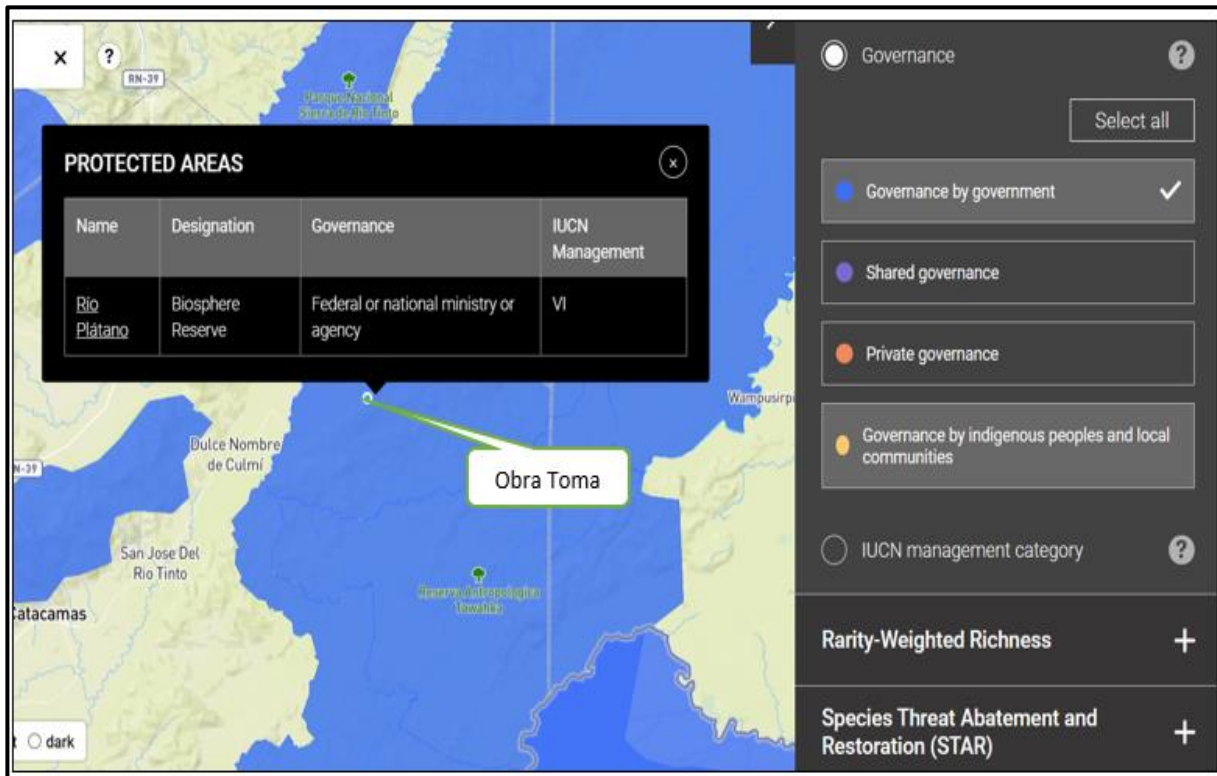 ×
?
RN-39
Parque Nacional
Sierra de Río Tinto
PROTECTED AREAS
×
Name
Designation
Governance
IUCN
Management
Río
Plátano
Biosphere
Reserve
Federal or national ministry or
agency
VI
Wampusirpi
Dulce Nombre
de Culmí
N-39
Obra Toma
San Jose Del
Rio Tinto
Reserva Antropologica
Tawahka
Catacamas
t
dark
Governance
?
Select all
Governance by government
Shared governance
Private governance
Governance by indigenous peoples and local
communities
IUCN management category
?
Rarity-Weighted Richness
+
Species Threat Abatement and
Restoration (STAR)
+